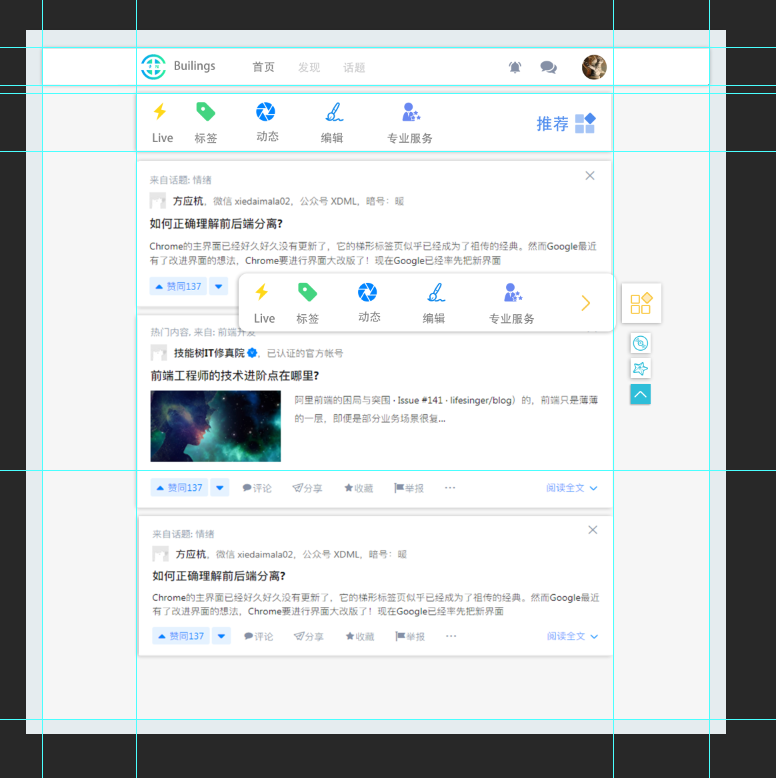 Builings 首页 发现 话题
Live 标签 动态 编辑 专业服务 推荐
来自话题: 情绪
方应杭, 微信 xiedaimala02, 公众号 XDML, 暗号: 暖
如何正确理解前后端分离?
Chrome的主界面已经好久好久没有更新了，它的梯形标签页似乎已经成为了祖传的经典。然而Google最近
有了改进界面的想法，Chrome要进行界面大改版了！现在Google已经率先把新界面
赞同137
Live 标签 动态 编辑 专业服务
热门内容, 来自: 前端开发
技能树IT修真院 , 已认证的官方帐号
前端工程师的技术进阶点在哪里?
阿里前端的困局与突围 · Issue #141 · lifesinger/blog）的，前端只是薄薄
的一层，即便是部分业务场景很复...
赞同137 评论 分享 收藏 举报 ··· 阅读全文
来自话题: 情绪
方应杭, 微信 xiedaimala02, 公众号 XDML, 暗号: 暖
如何正确理解前后端分离?
Chrome的主界面已经好久好久没有更新了，它的梯形标签页似乎已经成为了祖传的经典。然而Google最近
有了改进界面的想法，Chrome要进行界面大改版了！现在Google已经率先把新界面
赞同137 评论 分享 收藏 举报 ··· 阅读全文